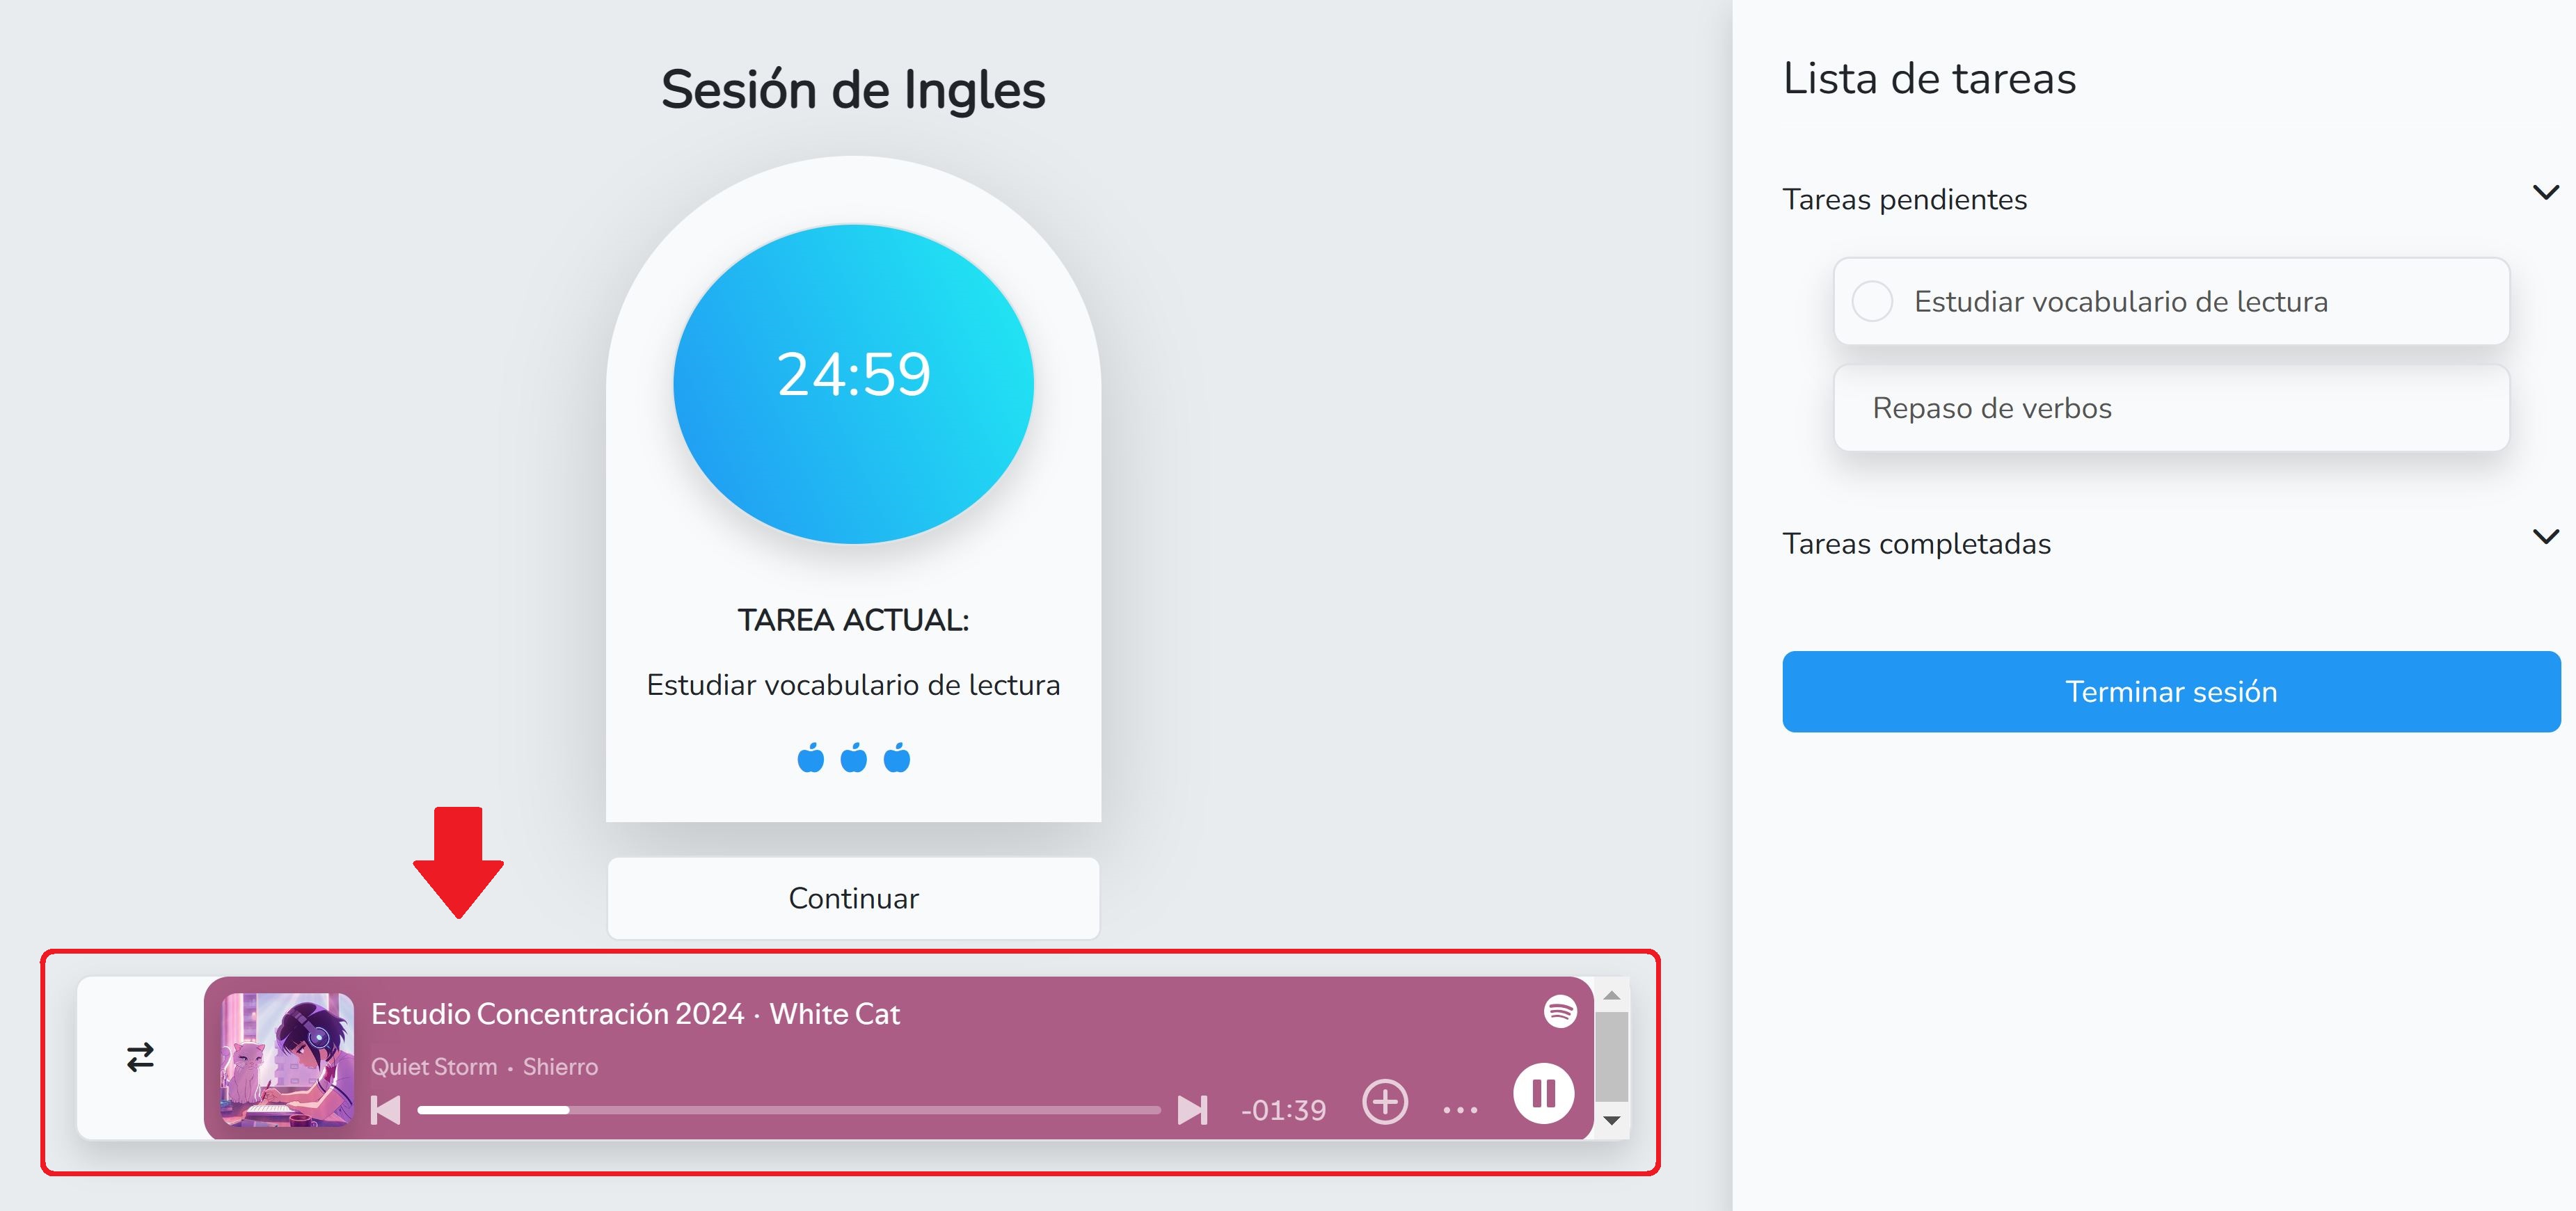 Sesión de Ingles
24:59
TAREA ACTUAL:
Estudiar vocabulario de lectura
Continuar
Estudio Concentración 2024 · White Cat
Quiet Storm · Shierro
-01:39
Lista de tareas
Tareas pendientes
Estudiar vocabulario de lectura
Repaso de verbos
Tareas completadas
Terminar sesión